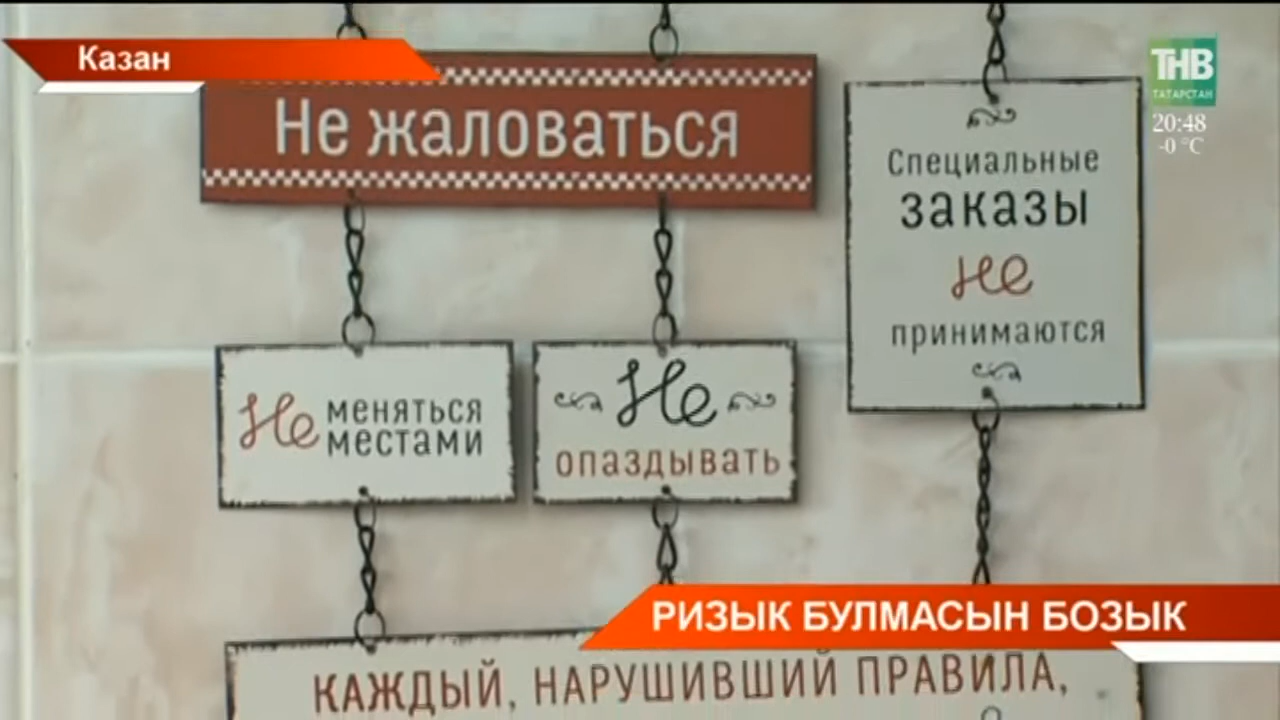 Казан
ТНВ
ТАТАРСТАН
20:48
-0 °C
Не жаловаться
Специальные
заказы
не
принимаются
Не меняться
местами
Не
опаздывать
РИЗЫК БУЛМАСЫН БОЗЫК
КАЖДЫЙ, НАРУШИВШИЙ ПРАВИЛА,